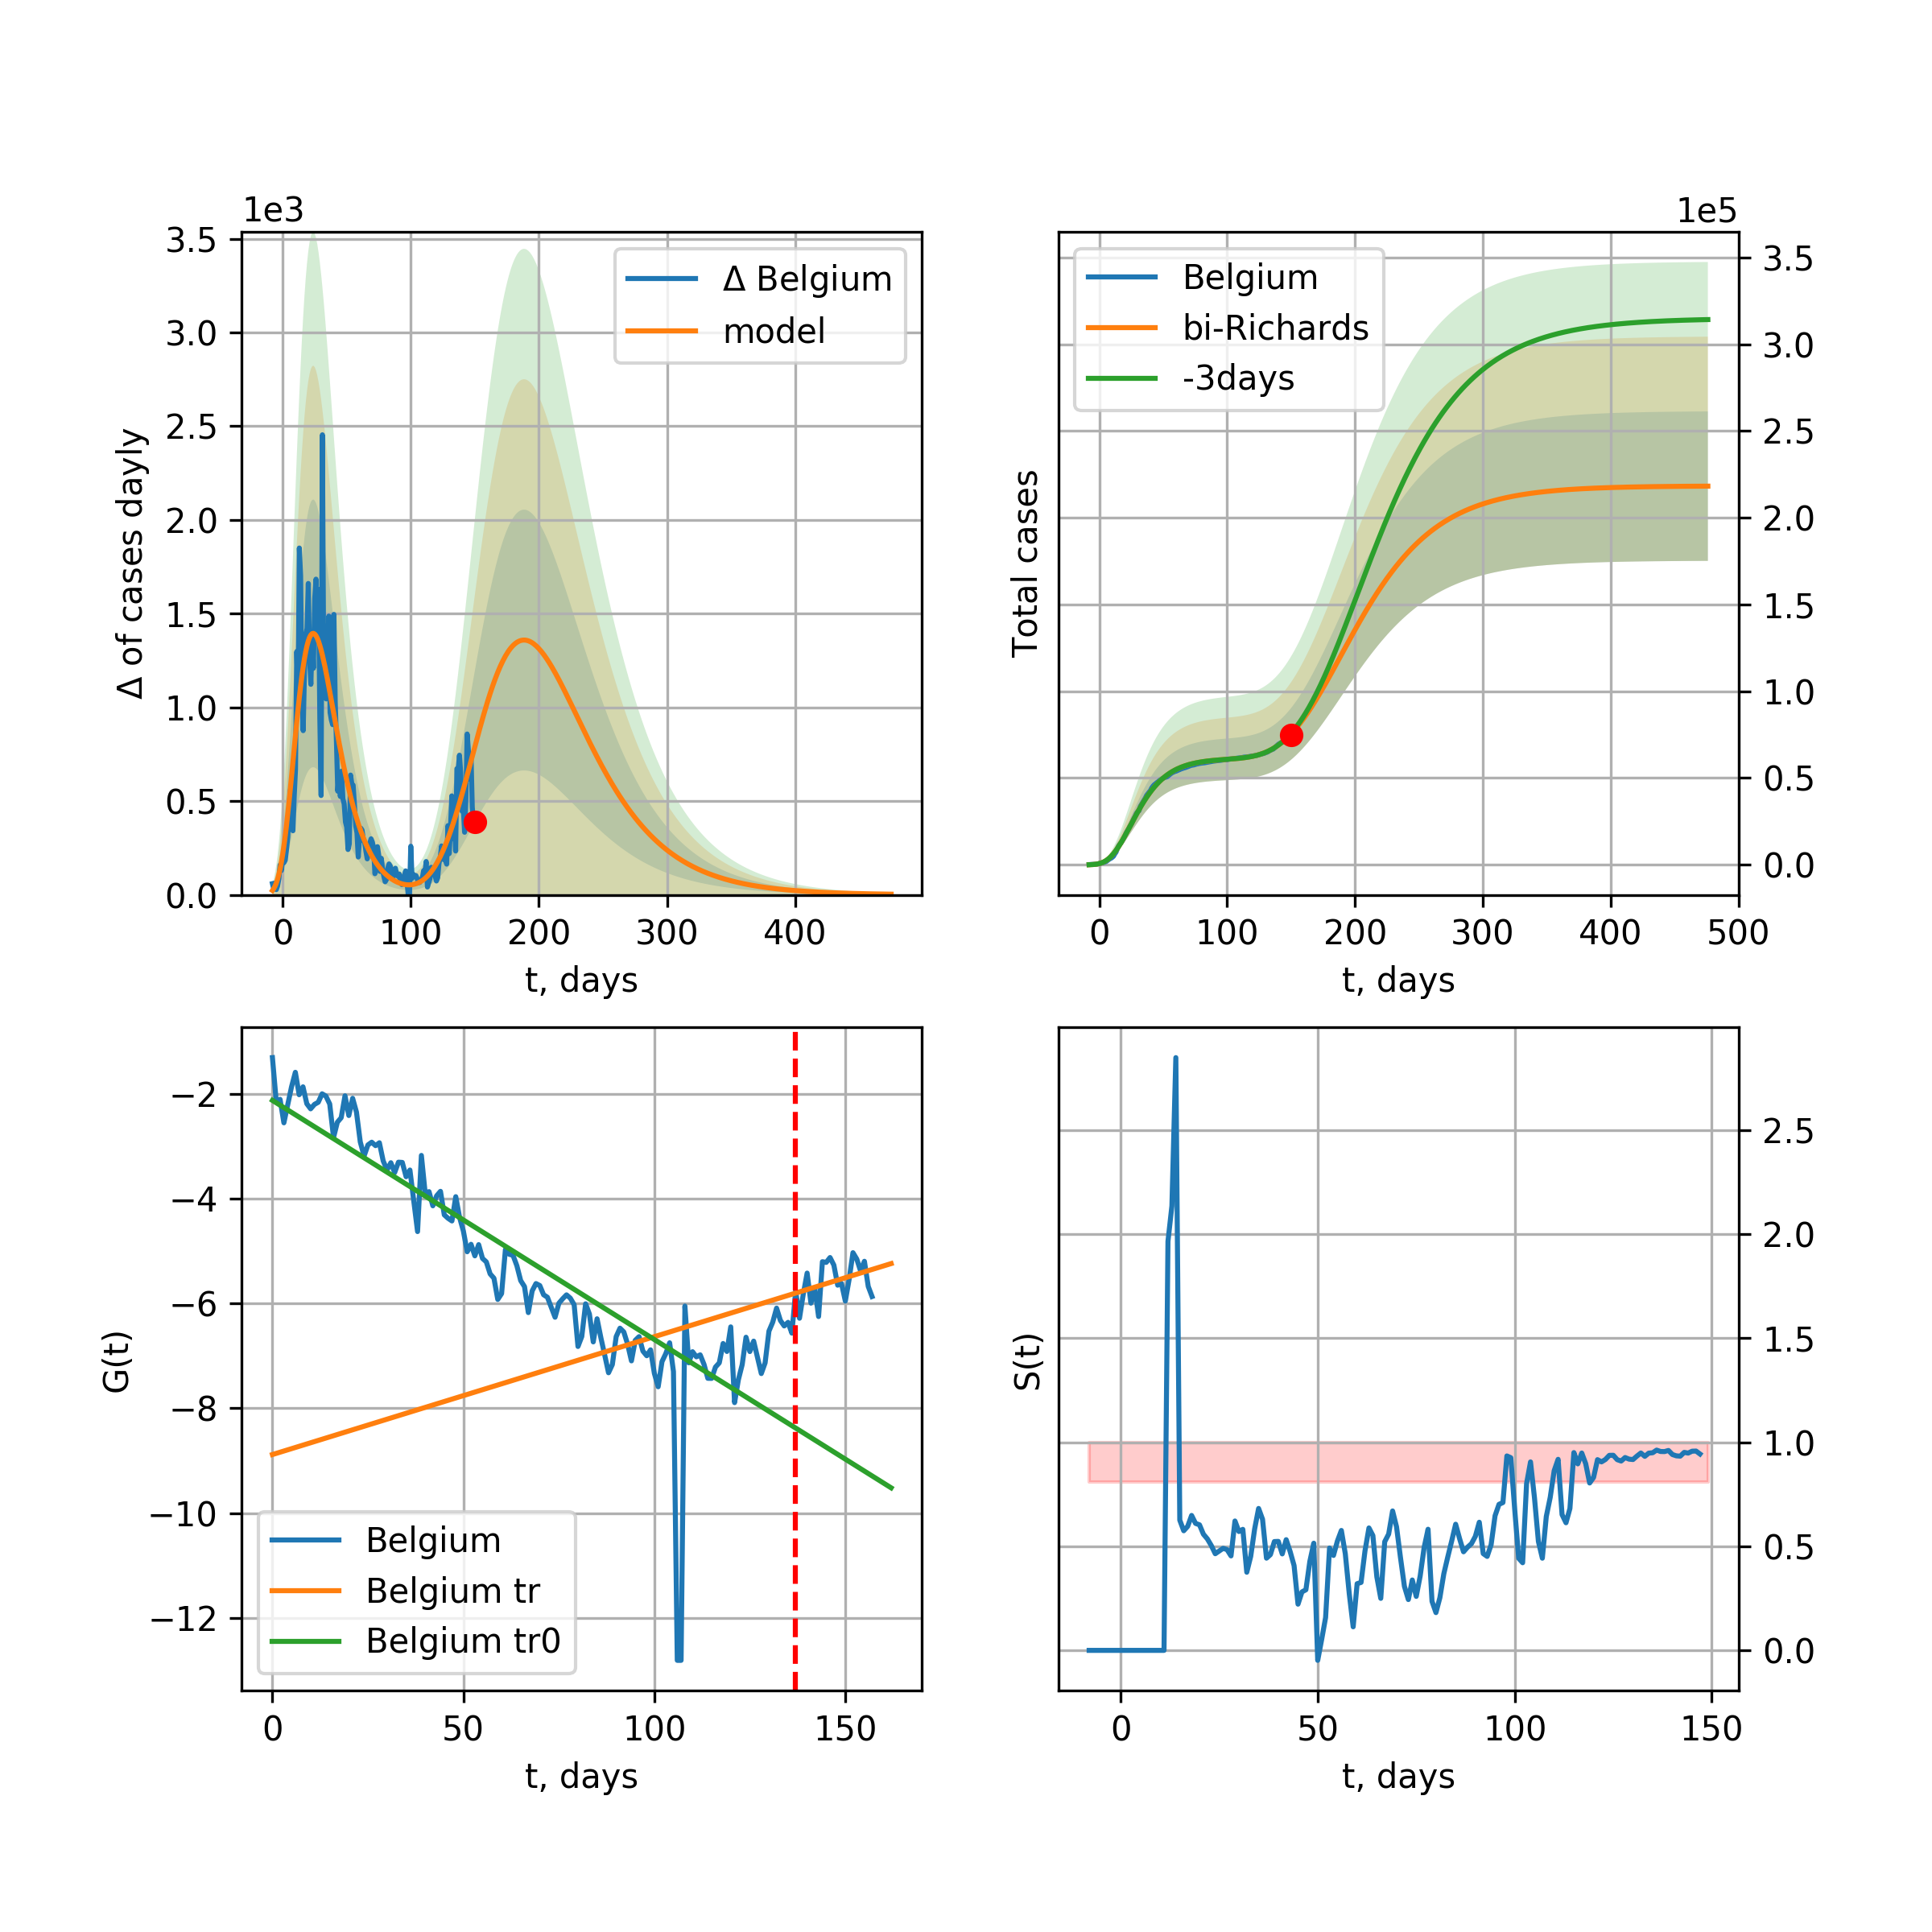 1e3
3.5
3.0
2.5
2.0
1.5
1.0
0.5
0.0
Δ of cases dayly
Δ Belgium
model
0 100 200 300 400
t, days
1e5
Belgium
bi-Richards
-3days
Total cases
3.5
3.0
2.5
2.0
1.5
1.0
0.5
0.0
0 100 200 300 400 500
t, days
−2
−4
−6
−8
−10
−12
G(t)
Belgium
Belgium tr
Belgium tr0
0 50 100 150
t, days
S(t)
2.5
2.0
1.5
1.0
0.5
0.0
0 50 100 150
t, days